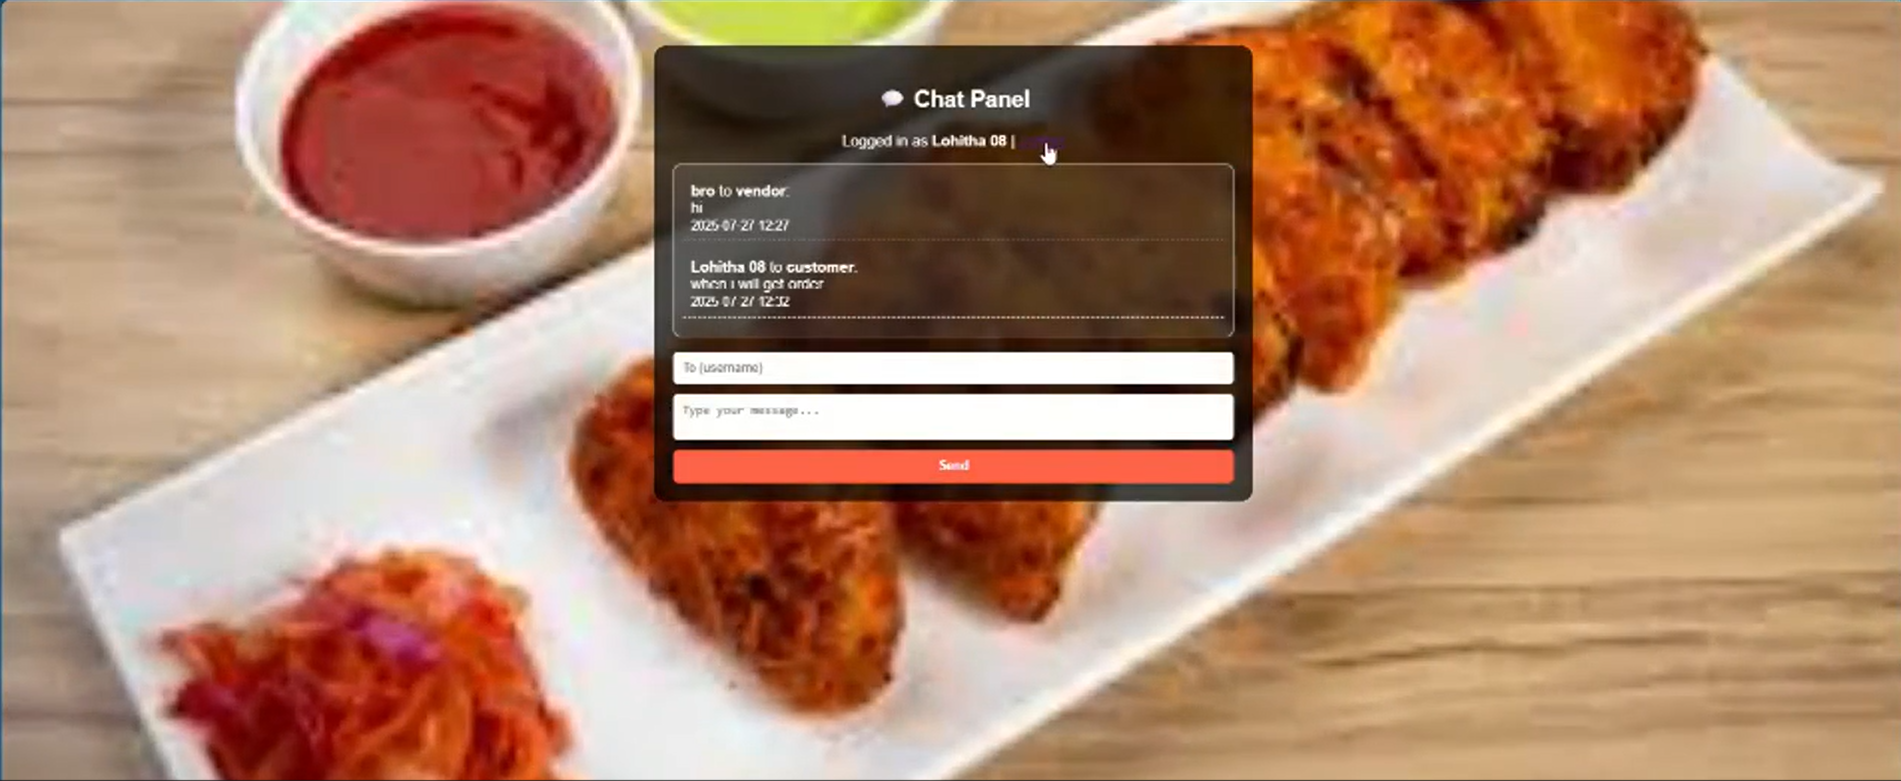 💬 Chat Panel
Logged in as Lohitha 08 |
bro to vendor:
hi
2025-07-27 12:27
Lohitha 08 to customer:
when i will get order
2025-07-27 12:32
To (username)
Type your message...
Send